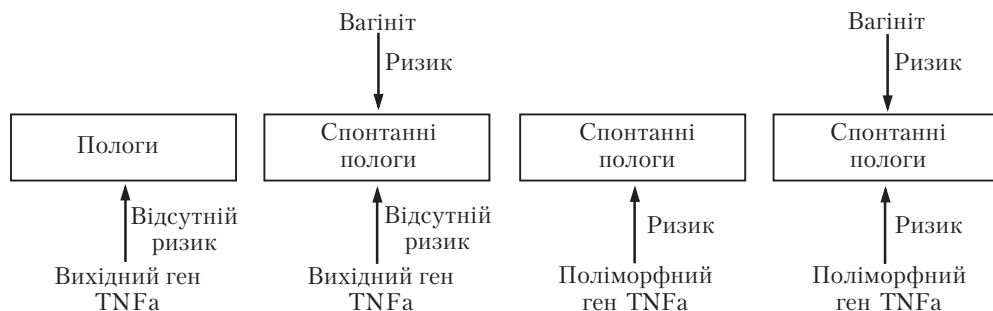 Вагініт
Ризик
Вагініт
Ризик
Пологи
Спонтанні
пологи
Спонтанні
пологи
Спонтанні
пологи
Відсутній
ризик
Відсутній
ризик
Ризик
Ризик
Вихідний ген
TNFa
Вихідний ген
TNFa
Поліморфний
ген TNFa
Поліморфний
ген TNFa